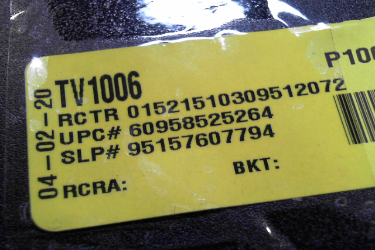 04-02-20
TV1006
P100
RCTR 01521510309512072
UPC# 60958525264
SLP# 95157607794
RCRA:
BKT: